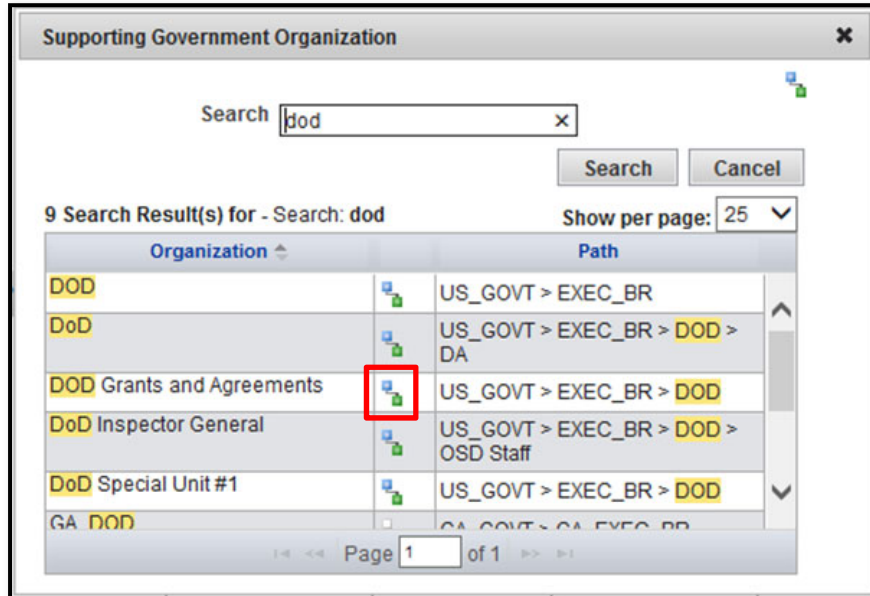 Supporting Government Organization
Search dod
Search Cancel
9 Search Result(s) for - Search: dod Show per page: 25
Organization Path
DOD US_GOVT > EXEC_BR
DoD US_GOVT > EXEC_BR > DOD >
DA
DOD Grants and Agreements US_GOVT > EXEC_BR > DOD
DoD Inspector General US_GOVT > EXEC_BR > DOD >
OSD Staff
DoD Special Unit #1 US_GOVT > EXEC_BR > DOD
GA_DOD GA_GOVT > GA_EXEC_BR
Page 1 of 1